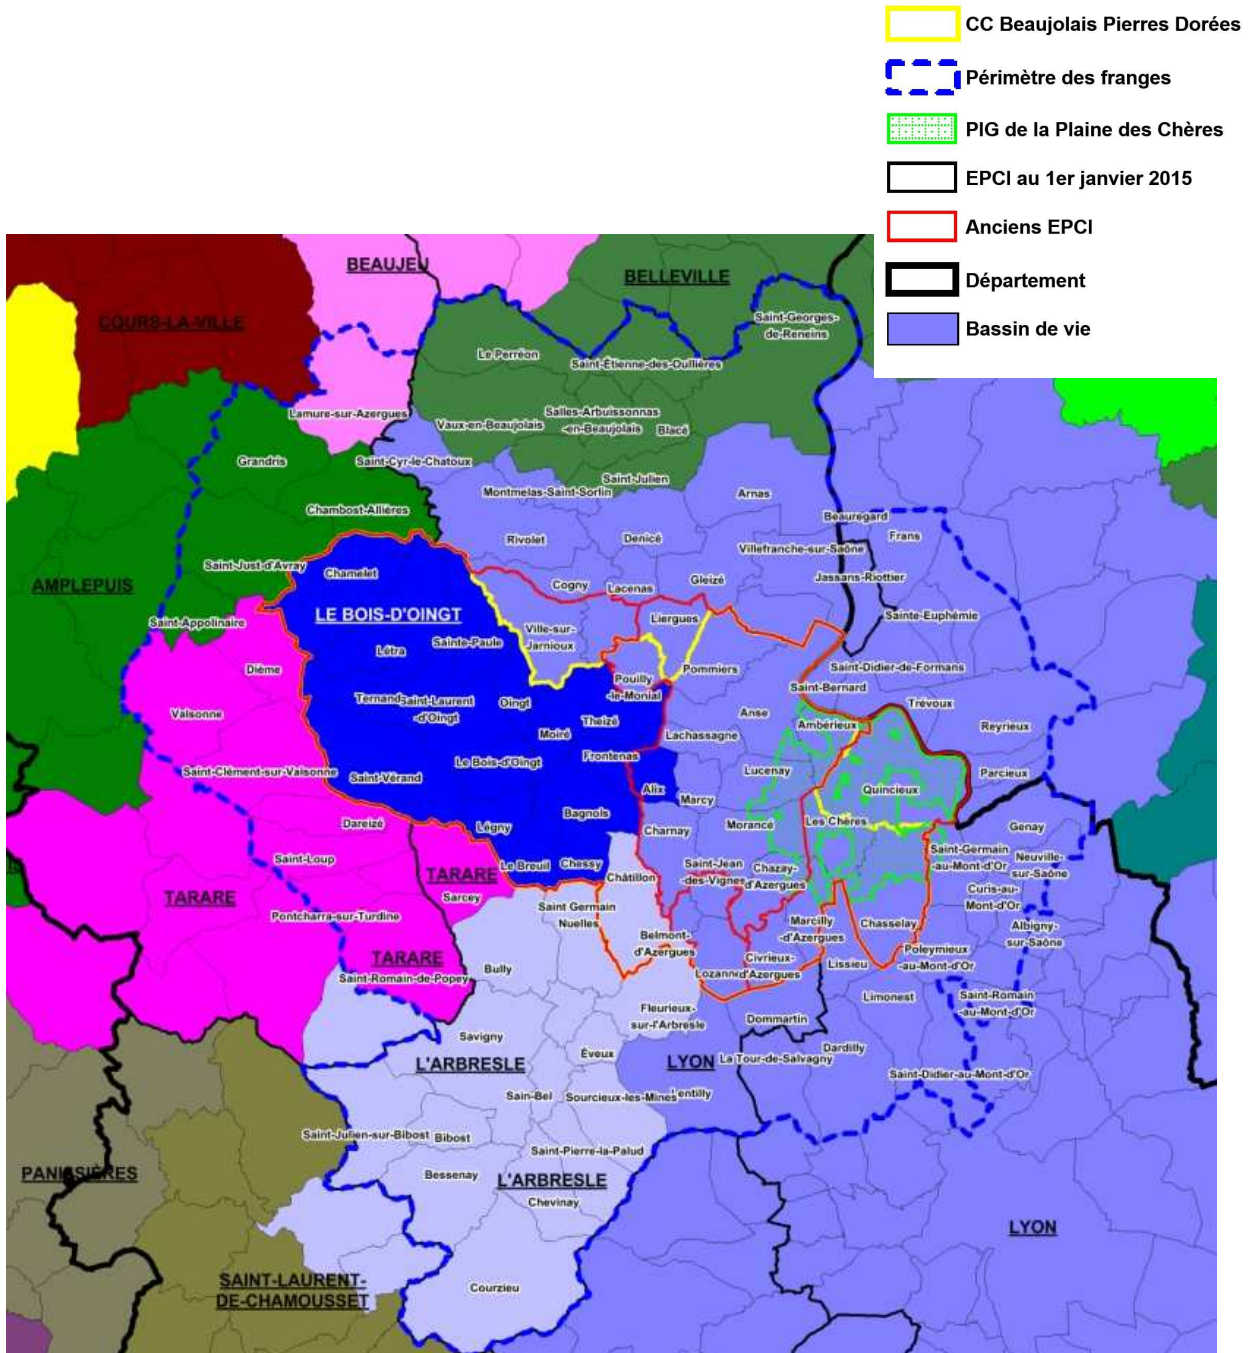 CC Beaujolais Pierres Dorées
Périmètre des franges
PIG de la Plaine des Chères
EPCI au 1er janvier 2015
Anciens EPCI
Département
Bassin de vie
BEAUJEU
BELLEVILLE
COURS-LA-VILLE
Saint-Georges-
de-Reneins
Le Perréon
Saint-Étienne-des-Oullières
Lamure-sur-Azergues
Vaux-en-Beaujolais
Salles-Arbuissonnas
-en-Beaujolais
Blacé
Grandris
Saint-Cyr-le-Chatoux
Saint-Julien
Montmelas-Saint-Sorlin
Arnas
Chambost-Allières
Beauregard
Frans
Rivolet
Denicé
Villefranche-sur-Saône
Saint-Just-d'Avray
Chamelet
AMPLEPUIS
Cogny
Lacenas
Gleizé
Jassans-Riottier
LE BOIS-D'OINGT
Saint-Appolinaire
Liergues
Sainte-Euphémie
Ville-sur-
Jarnioux
Sainte-Paule
Létra
Dième
Pommiers
Saint-Didier-de-Formans
Pouilly
-le-Monial
Saint-Bernard
Ternand
Saint-Laurent
-d'Oingt
Oingt
Trévoux
Valsonne
Theizé
Anse
Ambérieux
Reyrieux
Moiré
Lachassagne
Frontenas
Le Bois-d'Oingt
Saint-Clément-sur-Valsonne
Saint-Vérand
Lucenay
Parcieux
Alix
Marcy
Quincieux
Bagnols
Dareizé
Légny
Charnay
Morancé
Les Chères
Genay
Saint-Loup
Le Breuil
Chessy
Saint-Germain
-au-Mont-d'Or
Neuville-
sur-Saône
TARARE
Châtillon
Saint-Jean
-des-Vignes
Chazay-
d'Azergues
TARARE
Sarcey
Curis-au-
Mont-d'Or
Pontcharra-sur-Turdine
Saint Germain
Nuelles
Marcilly
-d'Azergues
Chasselay
Albigny-
sur-Saône
Belmont-
d'Azergues
TARARE
Poleymieux
-au-Mont-d'Or
Civrieux-
d'Azergues
Lissieu
Saint-Romain-de-Popey
Bully
Lozanne
Limonest
Saint-Romain
-au-Mont-d'Or
Fleurieux-
sur-l'Arbresle
Dommartin
Savigny
Dardilly
L'ARBRESLE
Éveux
LYON
La Tour-de-Salvagny
Saint-Didier-au-Mont-d'Or
Sain-Bel
Sourcieux-les-Mines
Lentilly
Saint-Julien-sur-Bibost
Bibost
Saint-Pierre-la-Palud
PANISSIÈRES
Bessenay
L'ARBRESLE
Chevinay
LYON
SAINT-LAURENT-
DE-CHAMOUSSET
Courzieu